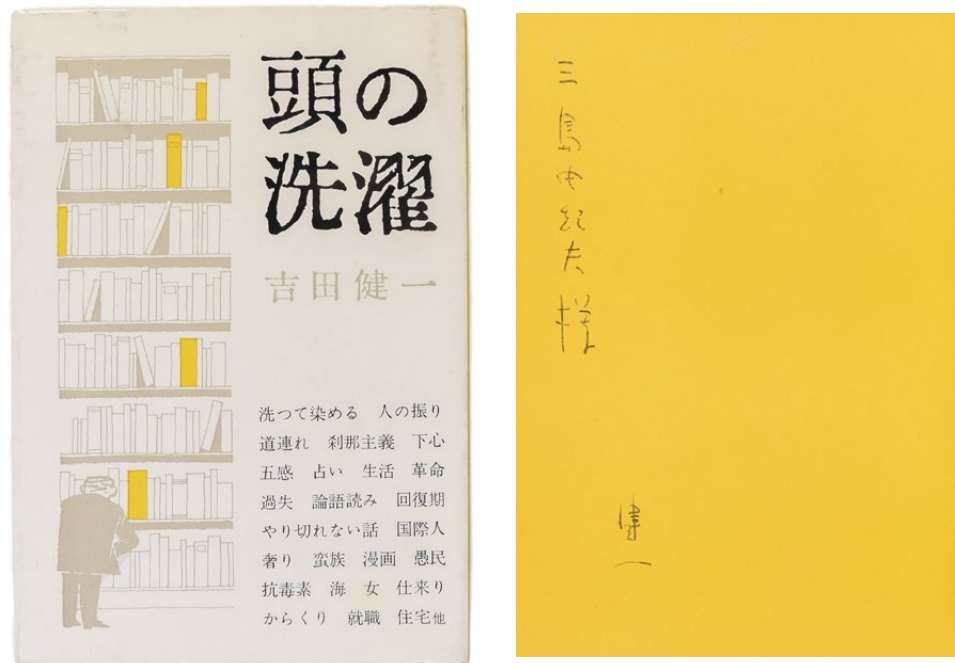 頭の
洗濯
吉田健一
洗つて染める　人の振り
道連れ　刹那主義　下心
五感　占い　生活　革命
過失　論語読み　回復期
やり切れない話　国際人
奢り　蛮族　漫画　愚民
抗毒素　海　女　仕来り
からくり　就職　住宅他
三島由紀夫様
健一